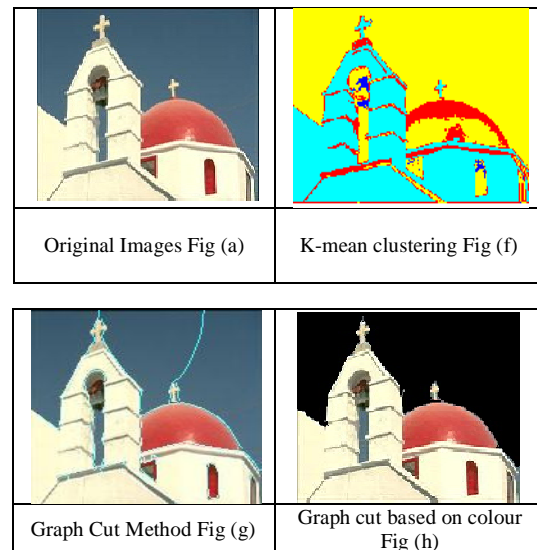 Original Images Fig (a)
K-mean clustering Fig (f)
Graph Cut Method Fig (g)
Graph cut based on colour
Fig (h)